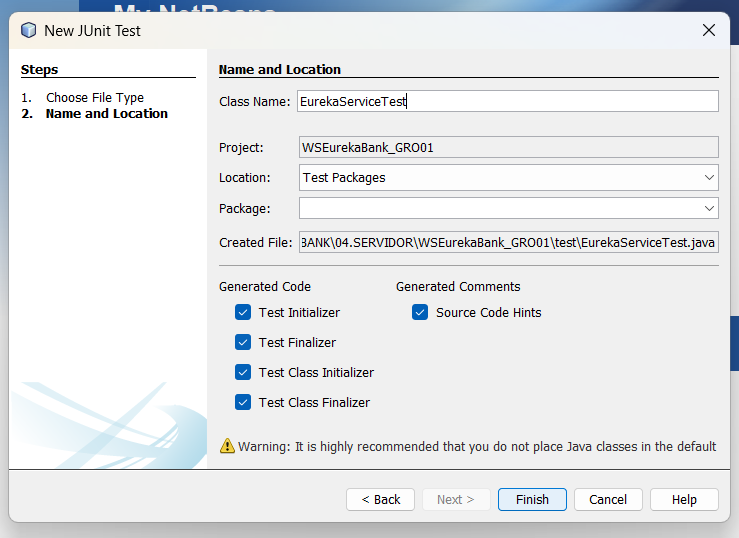 My NetBeans
New JUnit Test
Steps
1. Choose File Type
2. Name and Location
Name and Location
Class Name: EurekaServiceTest
Project: WSEurekaBank_GRO01
Location: Test Packages
Package:
Created File: BANK\04.SERVIDOR\WSEurekaBank_GRO01\test\EurekaServiceTest.java
Generated Code
Generated Comments
Test Initializer
Source Code Hints
Test Finalizer
Test Class Initializer
Test Class Finalizer
Warning: It is highly recommended that you do not place Java classes in the default
< Back
Next >
Finish
Cancel
Help